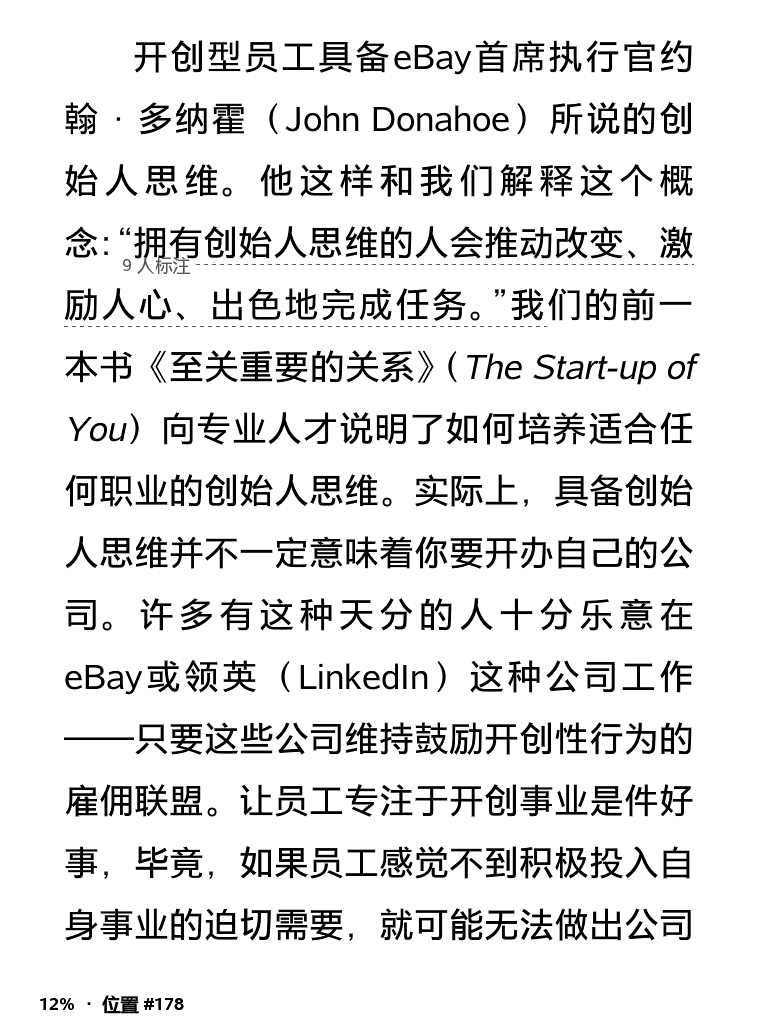 开创型员工具备eBay首席执行官约
翰·多纳霍（John Donahoe）所说的创
始人思维。他这样和我们解释这个概
念：“拥有创始人思维的人会推动改变、激
9 人标注
励人心、出色地完成任务。”我们的前一
本书《至关重要的关系》（The Start-up of
You）向专业人才说明了如何培养适合任
何职业的创始人思维。实际上，具备创始
人思维并不一定意味着你要开办自己的公
司。许多有这种天分的人十分乐意在
eBay或领英（LinkedIn）这种公司工作
——只要这些公司维持鼓励开创性行为的
雇佣联盟。让员工专注于开创事业是件好
事，毕竟，如果员工感觉不到积极投入自
身事业的迫切需要，就可能无法做出公司
12% · 位置 #178